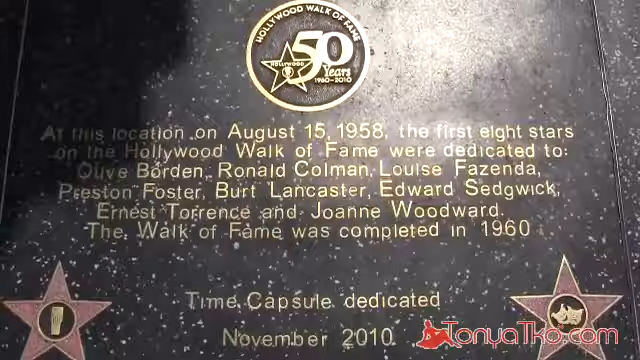 HOLLYWOOD WALK OF FAME
HOLLYWOOD
50
Years
1960-2010
At this location on August 15, 1958, the first eight stars
on the Hollywood Walk of Fame were dedicated to:
Olive Borden, Ronald Colman, Louise Fazenda,
Preston Foster, Burt Lancaster, Edward Sedgwick,
Ernest Torrence and Joanne Woodward.
The Walk of Fame was completed in 1960
Time Capsule dedicated
November 2010
TonyaTko.com